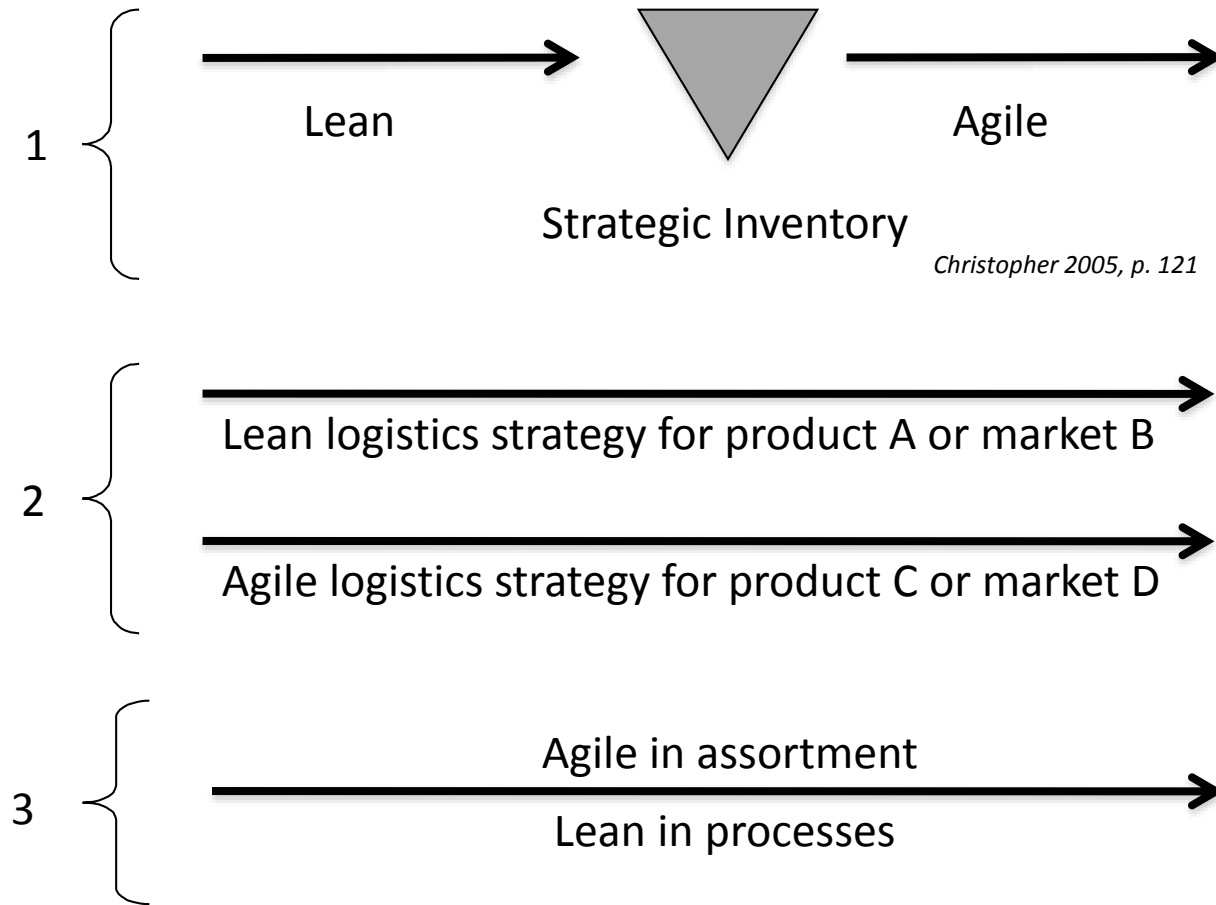 1
Lean
Agile
Strategic Inventory
Christopher 2005, p. 121
2
Lean logistics strategy for product A or market B
Agile logistics strategy for product C or market D
3
Agile in assortment
Lean in processes